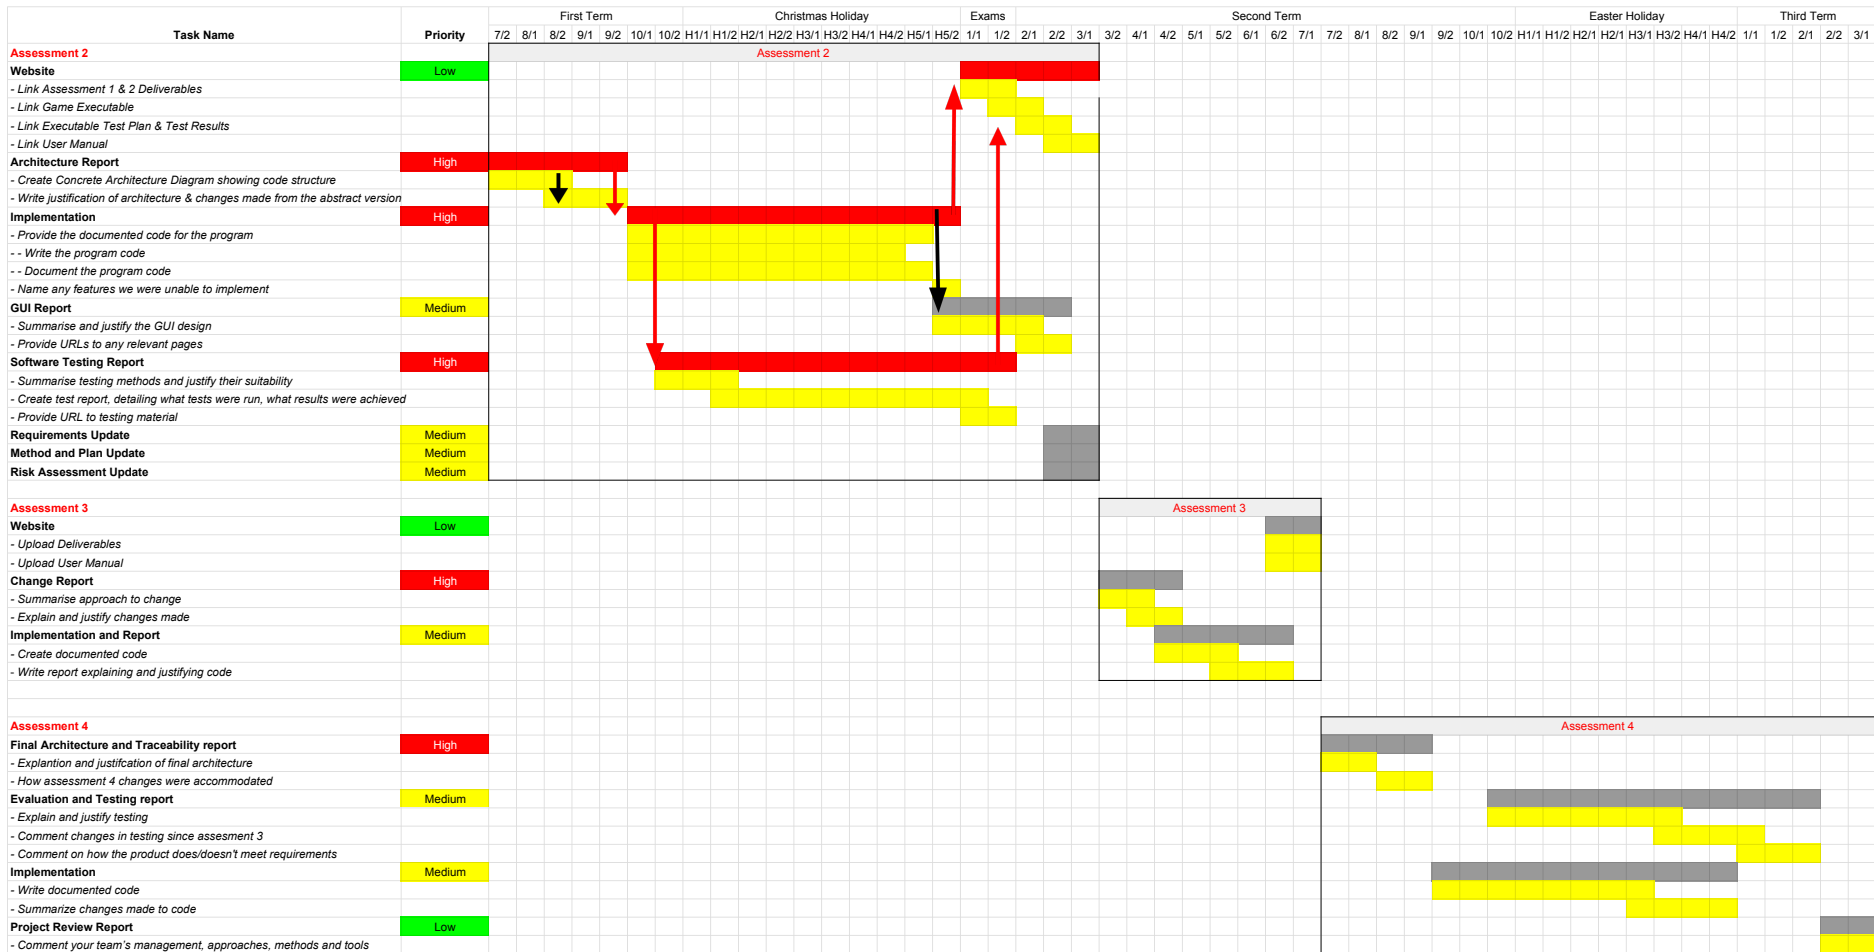 First Term Christmas Holiday Exams Second Term Easter Holiday Third Term
Task Name Priority 7/2 8/1 8/2 9/1 9/2 10/1 10/2 H1/1 H1/2 H2/1 H2/2 H3/1 H3/2 H4/1 H4/2 H5/1 H5/2 1/1 1/2 2/1 2/2 3/1 3/2 4/1 4/2 5/1 5/2 6/1 6/2 7/1 7/2 8/1 8/2 9/1 9/2 10/1 10/2 H1/1 H1/2 H2/1 H2/2 H3/1 H3/2 H4/1 H4/2 1/1 1/2 2/1 2/2 3/1
Assessment 2 Assessment 2
Website Low
- Link Assessment 1 & 2 Deliverables
- Link Game Executable
- Link Executable Test Plan & Test Results
- Link User Manual
Architecture Report High
- Create Concrete Architecture Diagram showing code structure
- Write justification of architecture & changes made from the abstract version
Implementation High
- Provide the documented code for the program
- - Write the program code
- - Document the program code
- Name any features we were unable to implement
GUI Report Medium
- Summarise and justify the GUI design
- Provide URLs to any relevant pages
Software Testing Report High
- Summarise testing methods and justify their suitability
- Create test report, detailing what tests were run, what results were achieved
- Provide URL to testing material
Requirements Update Medium
Method and Plan Update Medium
Risk Assessment Update Medium
Assessment 3 Assessment 3
Website Low
- Upload Deliverables
- Upload User Manual
Change Report High
- Summarise approach to change
- Explain and justify changes made
Implementation and Report Medium
- Create documented code
- Write report explaining and justifying code
Assessment 4 Assessment 4
Final Architecture and Traceability report High
- Explantion and justifcation of final architecture
- How assessment 4 changes were accommodated
Evaluation and Testing report Medium
- Explain and justify testing
- Comment changes in testing since assesment 3
- Comment on how the product does/doesn't meet requirements
Implementation Medium
- Write documented code
- Summarize changes made to code
Project Review Report Low
- Comment your team's management, approaches, methods and tools